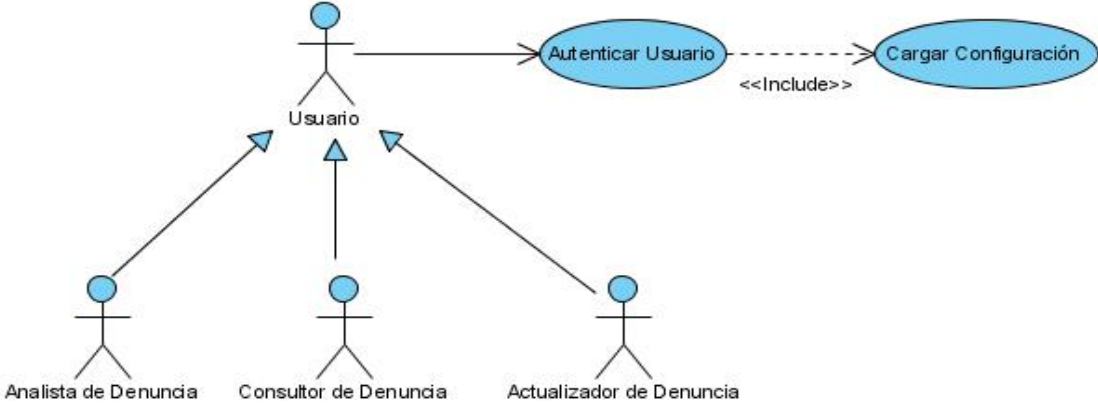 Autenticar Usuario
Cargar Configuración
<<Include>>
Usuario
Analista de Denuncia
Consultor de Denuncia
Actualizador de Denuncia